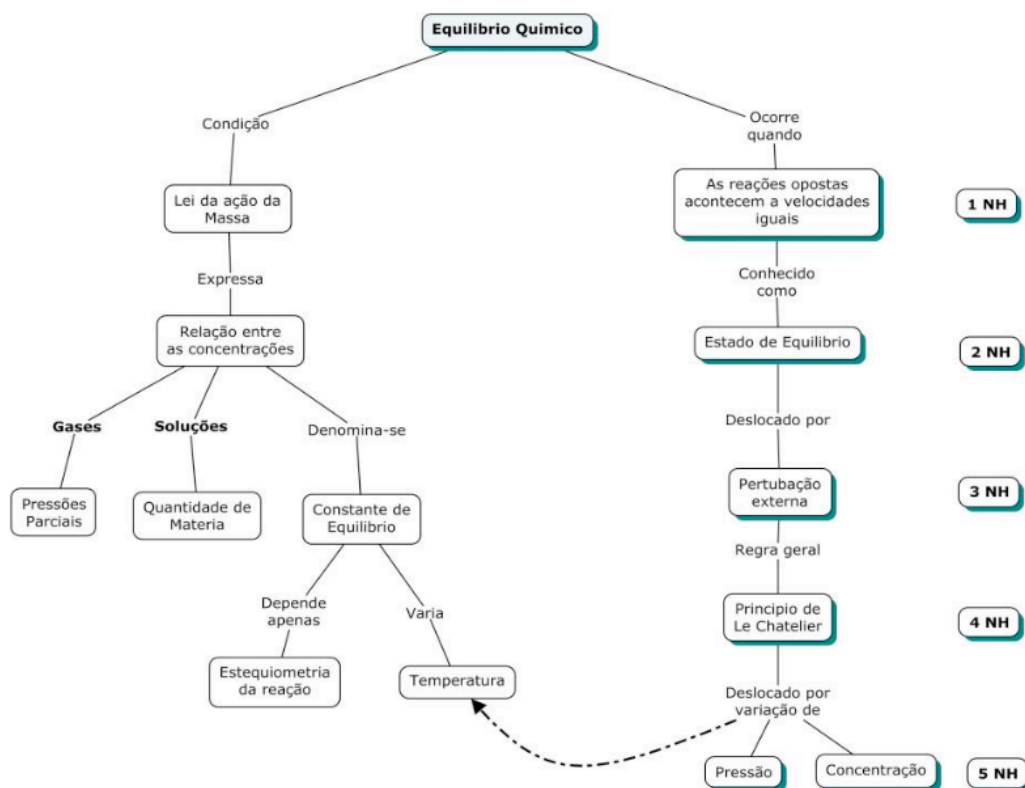 Equilibrio Quimico
Condição
Ocorre
quando
Lei da ação da
Massa
As reações opostas
acontecem a velocidades
iguais
1 NH
Expressa
Conhecido
como
Relação entre
as concentrações
Estado de Equilibrio
2 NH
Gases
Soluções
Denomina-se
Deslocado por
Pressões
Parciais
Quantidade de
Materia
Constante de
Equilibrio
Pertubação
externa
3 NH
Regra geral
Depende
apenas
Varia
Principio de
Le Chatelier
4 NH
Estequiometria
da reação
Temperatura
Deslocado por
variação de
Pressão
Concentração
5 NH